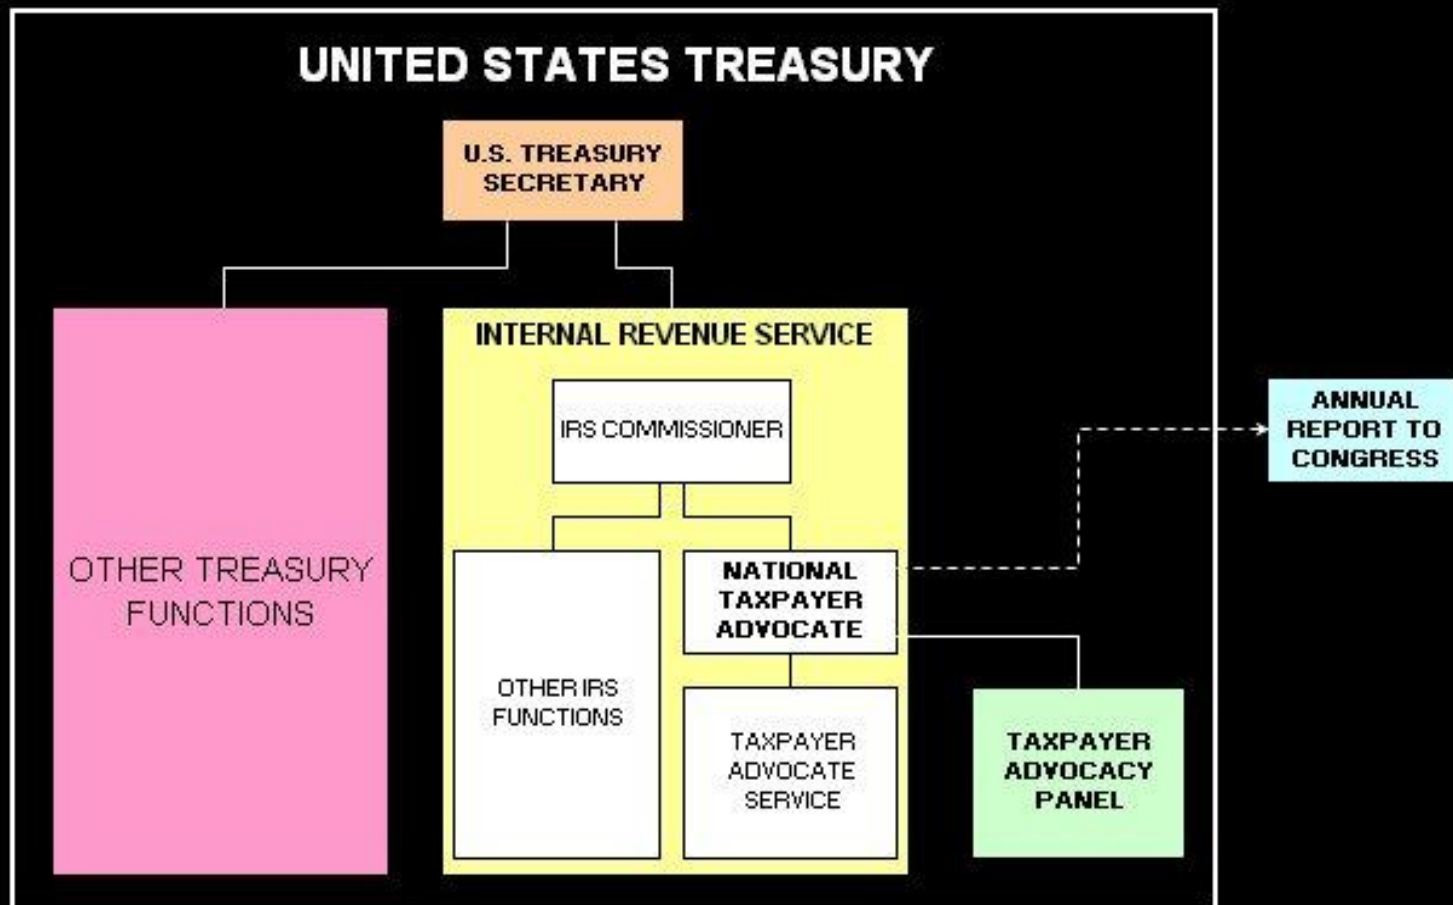 UNITED STATES TREASURY
U.S. TREASURY
SECRETARY
INTERNAL REVENUE SERVICE
IRS COMMISSIONER
ANNUAL
REPORT TO
CONGRESS
OTHER TREASURY
FUNCTIONS
NATIONAL
TAXPAYER
ADVOCATE
OTHER IRS
FUNCTIONS
TAXPAYER
ADVOCATE
SERVICE
TAXPAYER
ADVOCACY
PANEL